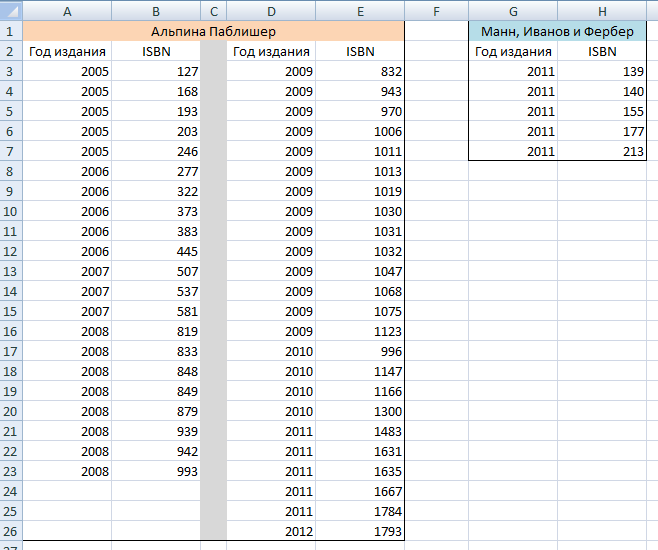 A B C D E F G H
1 Альпина Паблишер Манн, Иванов и Фербер
2 Год издания ISBN Год издания ISBN Год издания ISBN
3 2005 127 2009 832 2011 139
4 2005 168 2009 943 2011 140
5 2005 193 2009 970 2011 155
6 2005 203 2009 1006 2011 177
7 2005 246 2009 1011 2011 213
8 2006 277 2009 1013
9 2006 322 2009 1019
10 2006 373 2009 1030
11 2006 383 2009 1031
12 2006 445 2009 1032
13 2007 507 2009 1047
14 2007 537 2009 1068
15 2007 581 2009 1075
16 2008 819 2009 1123
17 2008 833 2010 996
18 2008 848 2010 1147
19 2008 849 2010 1166
20 2008 879 2010 1300
21 2008 939 2011 1483
22 2008 942 2011 1631
23 2008 993 2011 1635
24 2011 1667
25 2011 1784
26 2012 1793
27